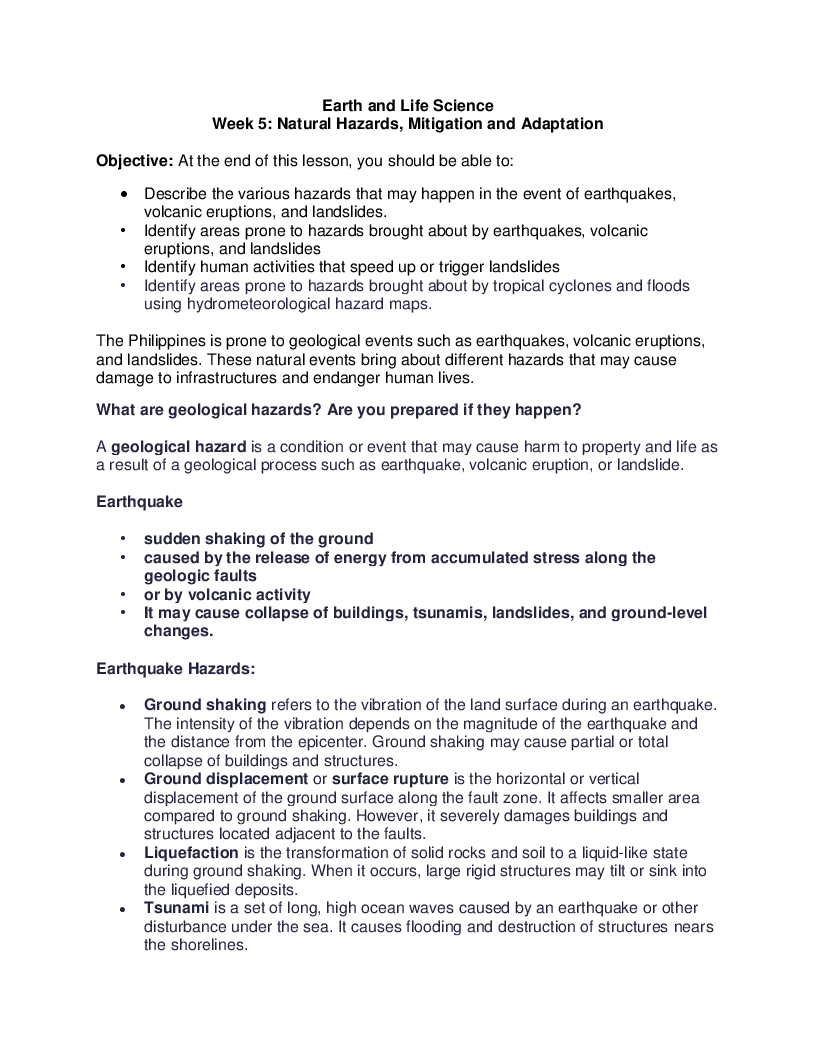 Earth and Life Science
Week 5: Natural Hazards, Mitigation and Adaptation
Objective: At the end of this lesson, you should be able to:
• Describe the various hazards that may happen in the event of earthquakes,
volcanic eruptions, and landslides.
• Identify areas prone to hazards brought about by earthquakes, volcanic
eruptions, and landslides
• Identify human activities that speed up or trigger landslides
• Identify areas prone to hazards brought about by tropical cyclones and floods
using hydrometeorological hazard maps.
The Philippines is prone to geological events such as earthquakes, volcanic eruptions,
and landslides. These natural events bring about different hazards that may cause
damage to infrastructures and endanger human lives.
What are geological hazards? Are you prepared if they happen?
A geological hazard is a condition or event that may cause harm to property and life as
a result of a geological process such as earthquake, volcanic eruption, or landslide.
Earthquake
• sudden shaking of the ground
• caused by the release of energy from accumulated stress along the
geologic faults
• or by volcanic activity
• It may cause collapse of buildings, tsunamis, landslides, and ground-level
changes.
Earthquake Hazards:
• Ground shaking refers to the vibration of the land surface during an earthquake.
The intensity of the vibration depends on the magnitude of the earthquake and
the distance from the epicenter. Ground shaking may cause partial or total
collapse of buildings and structures.
• Ground displacement or surface rupture is the horizontal or vertical
displacement of the ground surface along the fault zone. It affects smaller area
compared to ground shaking. However, it severely damages buildings and
structures located adjacent to the faults.
• Liquefaction is the transformation of solid rocks and soil to a liquid-like state
during ground shaking. When it occurs, large rigid structures may tilt or sink into
the liquefied deposits.
• Tsunami is a set of long, high ocean waves caused by an earthquake or other
disturbance under the sea. It causes flooding and destruction of structures nears
the shorelines.